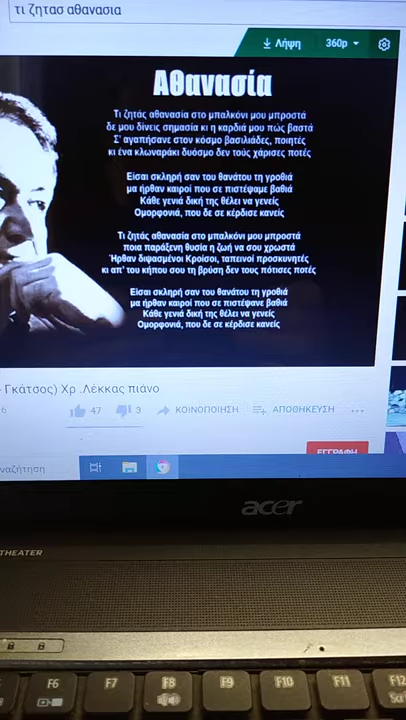 τι ζητασ αθανασια
Λήψη 360p
Αθανασία
Τι ζητάς αθανασία στο μπαλκόνι μου μπροστά
δε μου δίνεις σημασία κι η καρδιά μου πώς βαστά
Σ' αγαπήσανε στον κόσμο βασιλιάδες, ποιητές
κι ένα κλωναράκι δυόσμο δεν τούς χάρισες ποτές
Είσαι σκληρή σαν του θανάτου τη γροθιά
μα ήρθαν καιροί που σε πιστέψαμε βαθιά
Κάθε γενιά δική της θέλει να γενείς
Ομορφονιά, που δε σε κέρδισε κανείς
Τι ζητάς αθανασία στο μπαλκόνι μου μπροστά
ποια παράξενη θυσία η ζωή να σου χρωστά
Ήρθαν διψασμένοι Κροίσοι, ταπεινοί προσκυνητές
κι απ' του κήπου σου τη βρύση δεν τους πότισες ποτές
Είσαι σκληρή σαν του θανάτου τη γροθιά
μα ήρθαν καιροί που σε πιστέψαμε βαθιά
Κάθε γενιά δική της θέλει να γενείς
Ομορφονιά, που δε σε κέρδισε κανείς
Γκάτσος) Χρ .Λέκκας πιάνο
6 47 3 ΚΟΙΝΟΠΟΙΗΣΗ ΑΠΟΘΗΚΕΥΣΗ ...
ΕΓΓΡΑΦΗ
ναζήτηση
acer
THEATER
F6 F7 F8 F9 F10 F11 F12